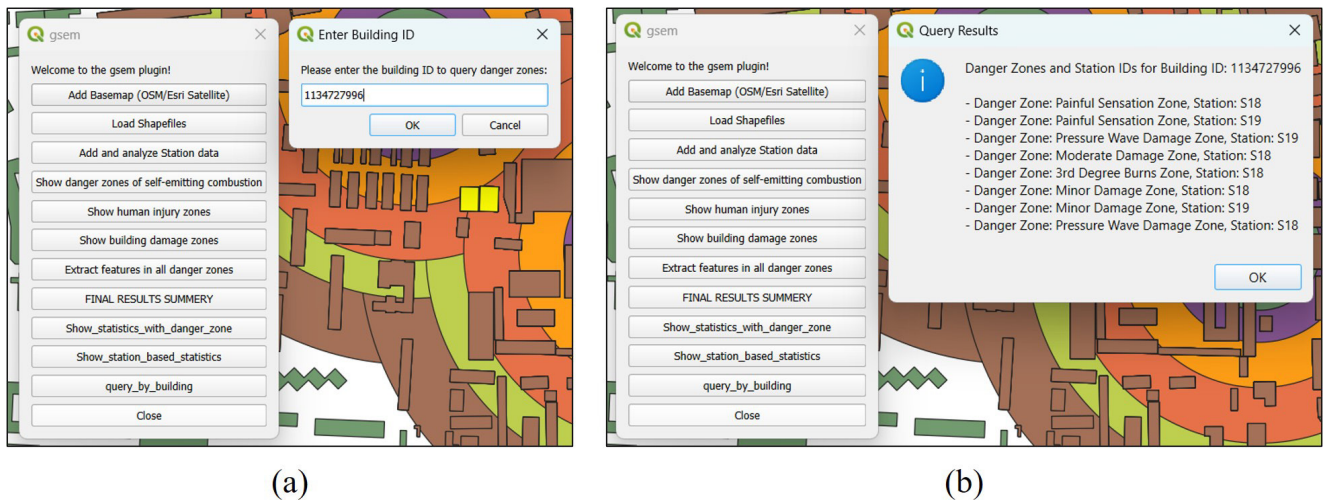 gsem
Welcome to the gsem plugin!
Add Basemap (OSM/Esri Satellite)
Load Shapefiles
Add and analyze Station data
Show danger zones of self-emitting combustion
Show human injury zones
Show building damage zones
Extract features in all danger zones
FINAL RESULTS SUMMERY
Show_statistics_with_danger_zone
Show_station_based_statistics
query_by_building
Close
Enter Building ID
Please enter the building ID to query danger zones:
1134727996
OK Cancel
(a)
gsem
Welcome to the gsem plugin!
Add Basemap (OSM/Esri Satellite)
Load Shapefiles
Add and analyze Station data
Show danger zones of self-emitting combustion
Show human injury zones
Show building damage zones
Extract features in all danger zones
FINAL RESULTS SUMMERY
Show_statistics_with_danger_zone
Show_station_based_statistics
query_by_building
Close
Query Results
Danger Zones and Station IDs for Building ID: 1134727996
- Danger Zone: Painful Sensation Zone, Station: S18
- Danger Zone: Painful Sensation Zone, Station: S19
- Danger Zone: Pressure Wave Damage Zone, Station: S19
- Danger Zone: Moderate Damage Zone, Station: S18
- Danger Zone: 3rd Degree Burns Zone, Station: S18
- Danger Zone: Minor Damage Zone, Station: S18
- Danger Zone: Minor Damage Zone, Station: S19
- Danger Zone: Pressure Wave Damage Zone, Station: S18
OK
(b)